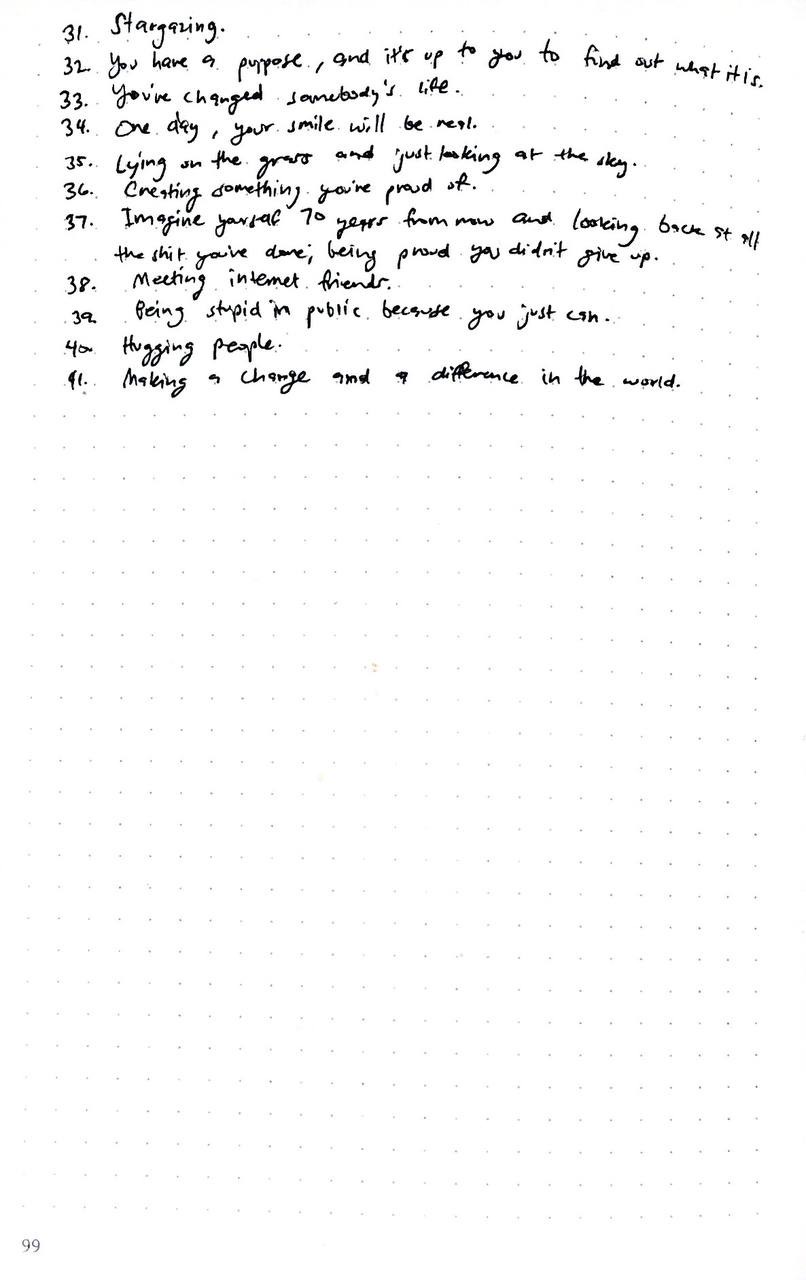 31. Stargazing.
32. You have a purpose, and it's up to you to find out what it is.
33. You've changed somebody's life.
34. One day, your smile will be real.
35. Lying on the grass and just looking at the sky.
36. Creating something you're proud of.
37. Imagine yourself 70 years from now and looking back at all
the shit you've done; being proud you didn't give up.
38. Meeting internet friends.
39. Being stupid in public because you just can.
40. Hugging people.
41. Making a change and a difference in the world.
99